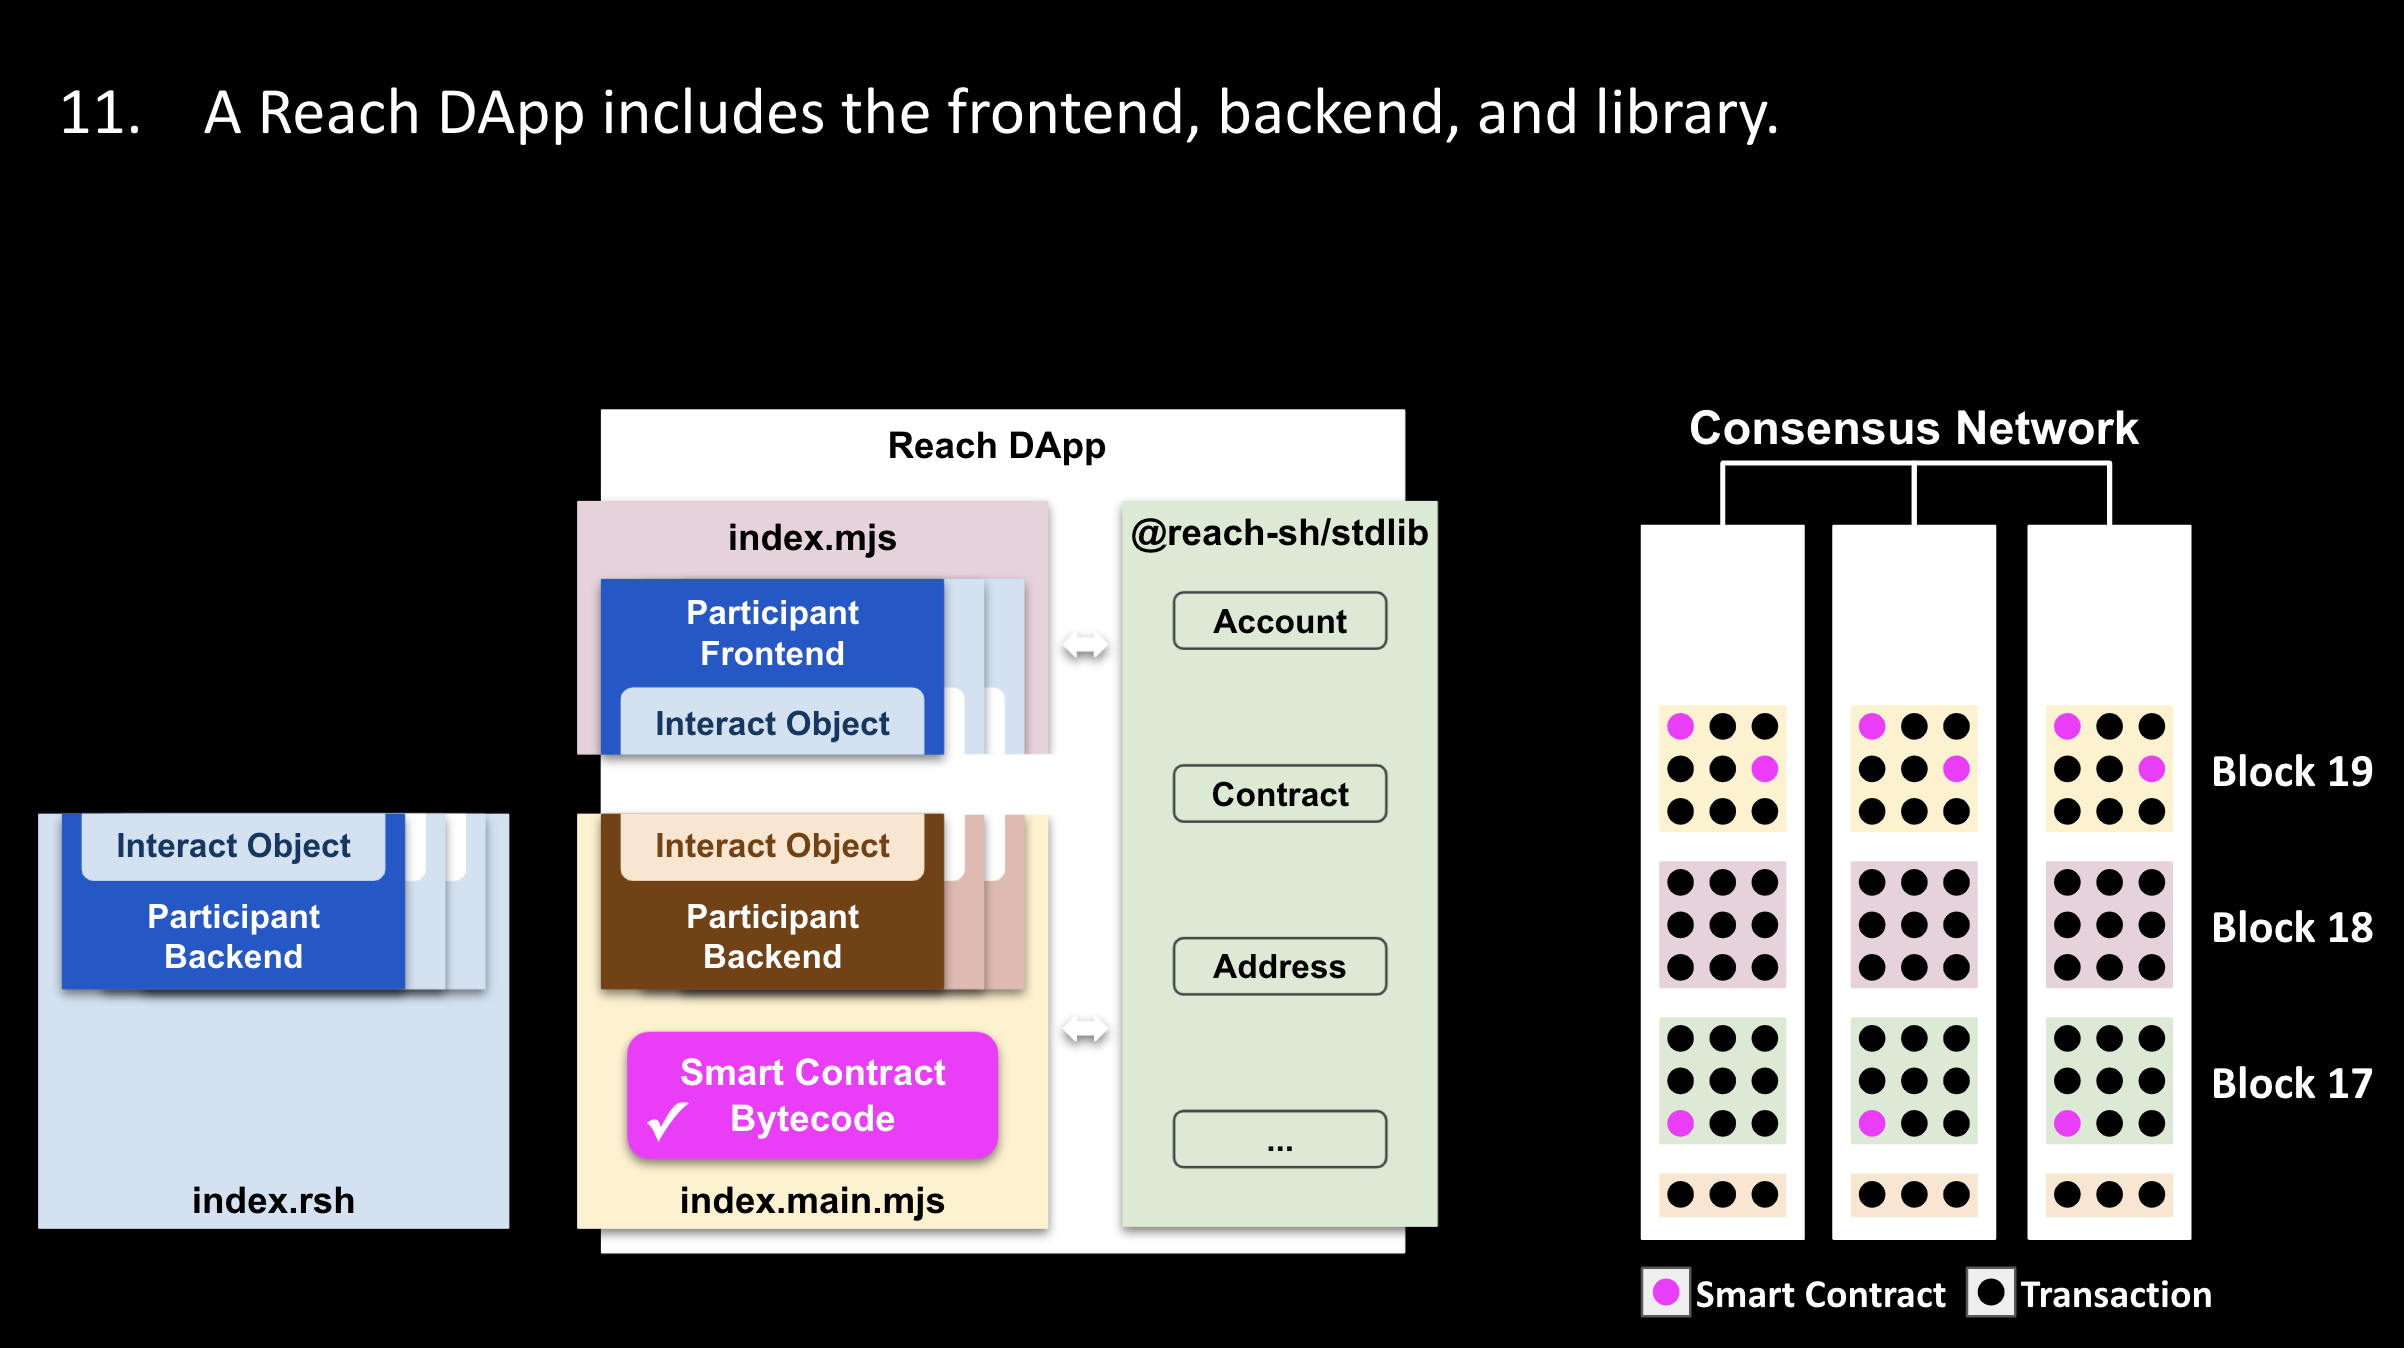 11. A Reach DApp includes the frontend, backend, and library.
Reach DApp
index.mjs
Participant
Frontend
Interact Object
Interact Object
Participant
Backend
index.rsh
Interact Object
Participant
Backend
Smart Contract
Bytecode
index.main.mjs
@reach-sh/stdlib
Account
Contract
Address
...
Consensus Network
Block 19
Block 18
Block 17
Smart Contract
Transaction